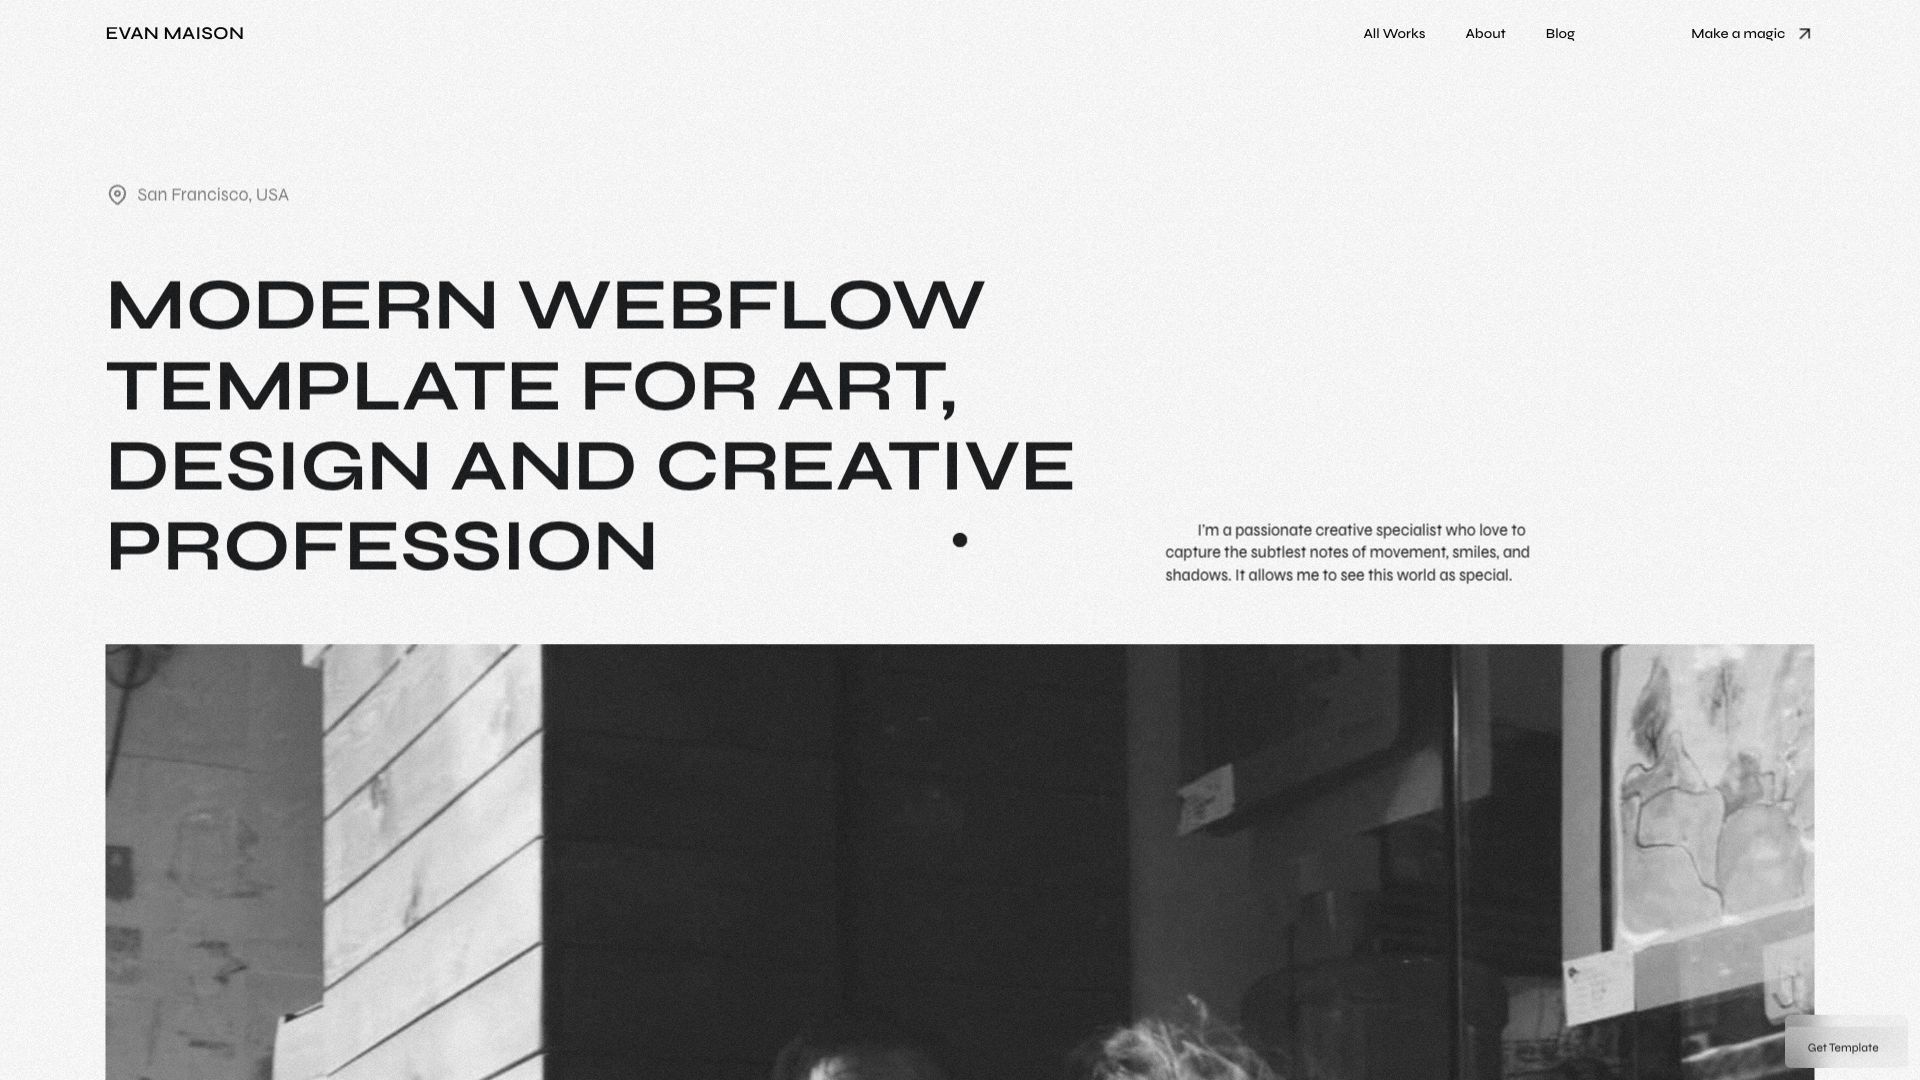 EVAN MAISON
All Works
About
Blog
Make a magic
San Francisco, USA
MODERN WEBFLOW
TEMPLATE FOR ART,
DESIGN AND CREATIVE
PROFESSION
I'm a passionate creative specialist who love to
capture the subtlest notes of movement, smiles, and
shadows. It allows me to see this world as special.
Get Template